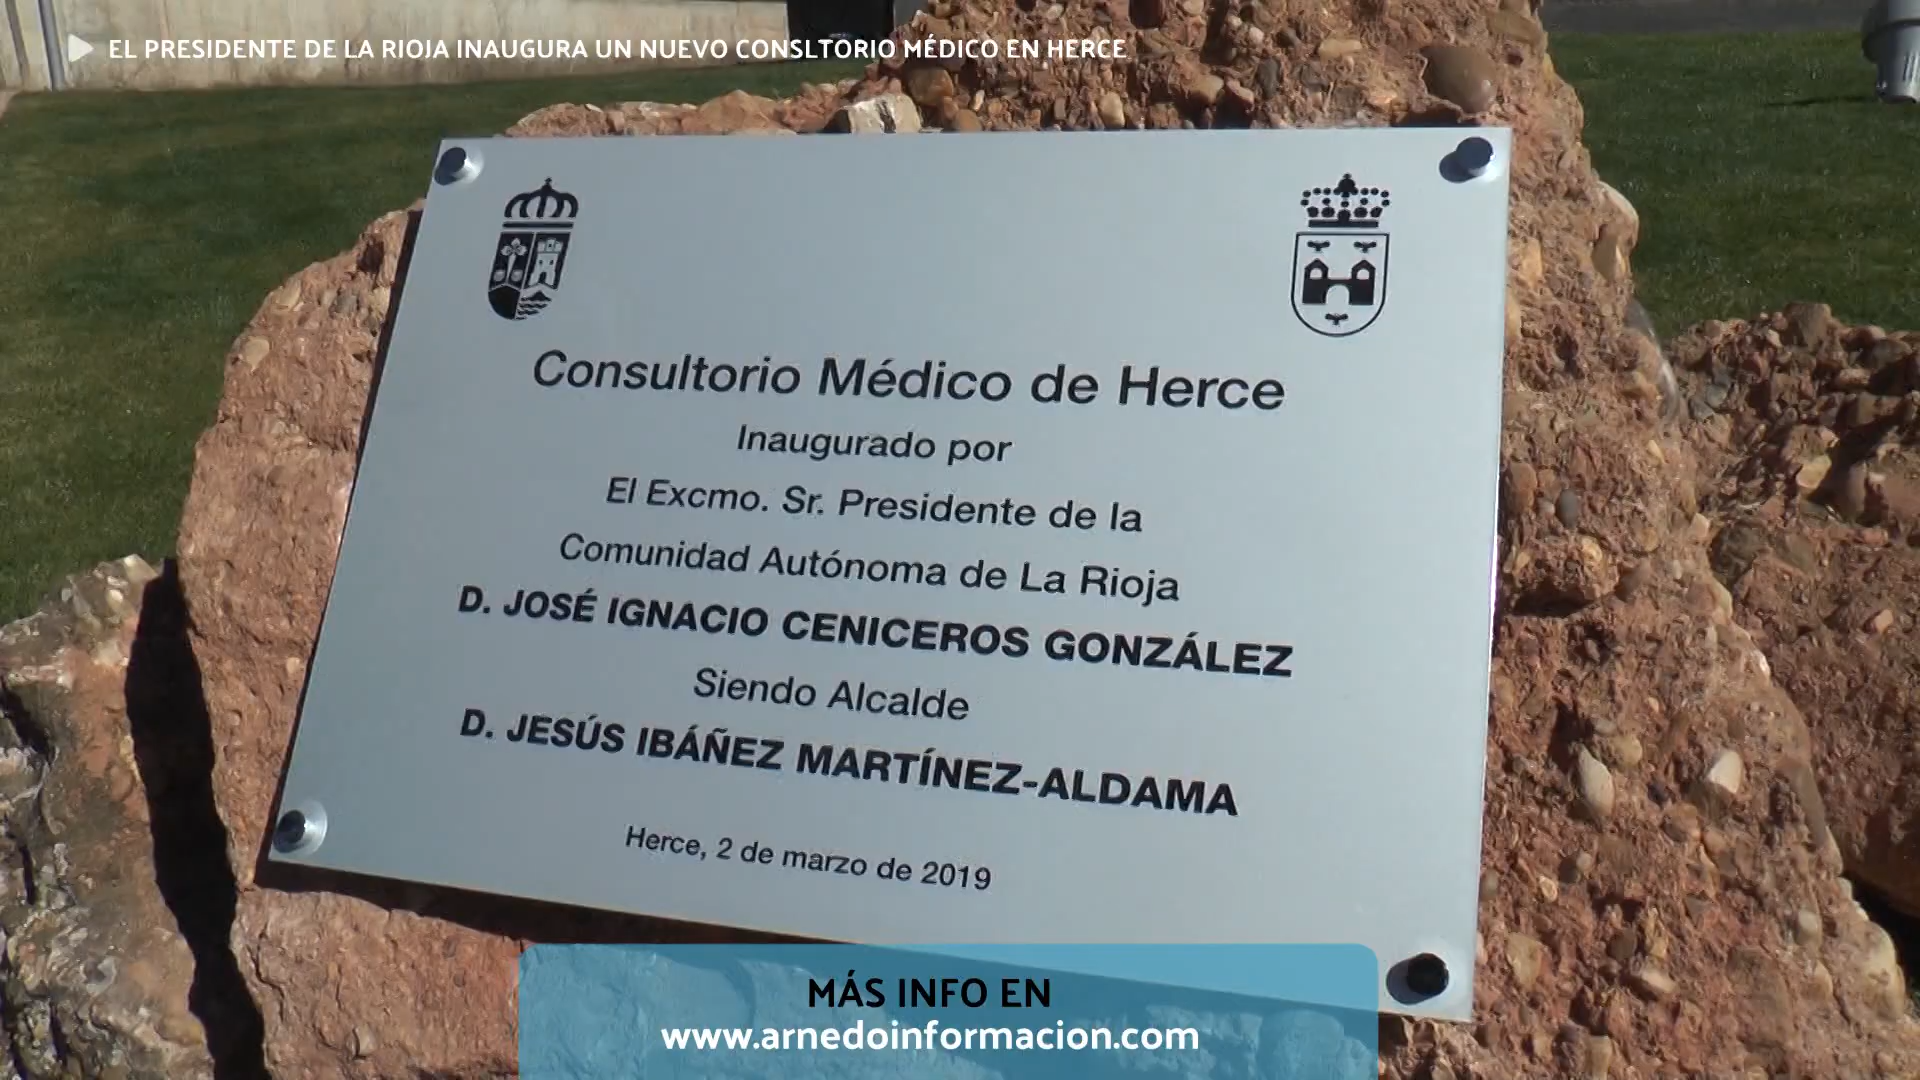 EL PRESIDENTE DE LA RIOJA INAUGURA UN NUEVO CONSLTORIO MÉDICO EN HERCE
Consultorio Médico de Herce
Inaugurado por
El Excmo. Sr. Presidente de la
Comunidad Autónoma de La Rioja
D. JOSÉ IGNACIO CENICEROS GONZÁLEZ
Siendo Alcalde
D. JESÚS IBÁÑEZ MARTÍNEZ-ALDAMA
Herce, 2 de marzo de 2019
MÁS INFO EN
www.arnedoinformacion.com